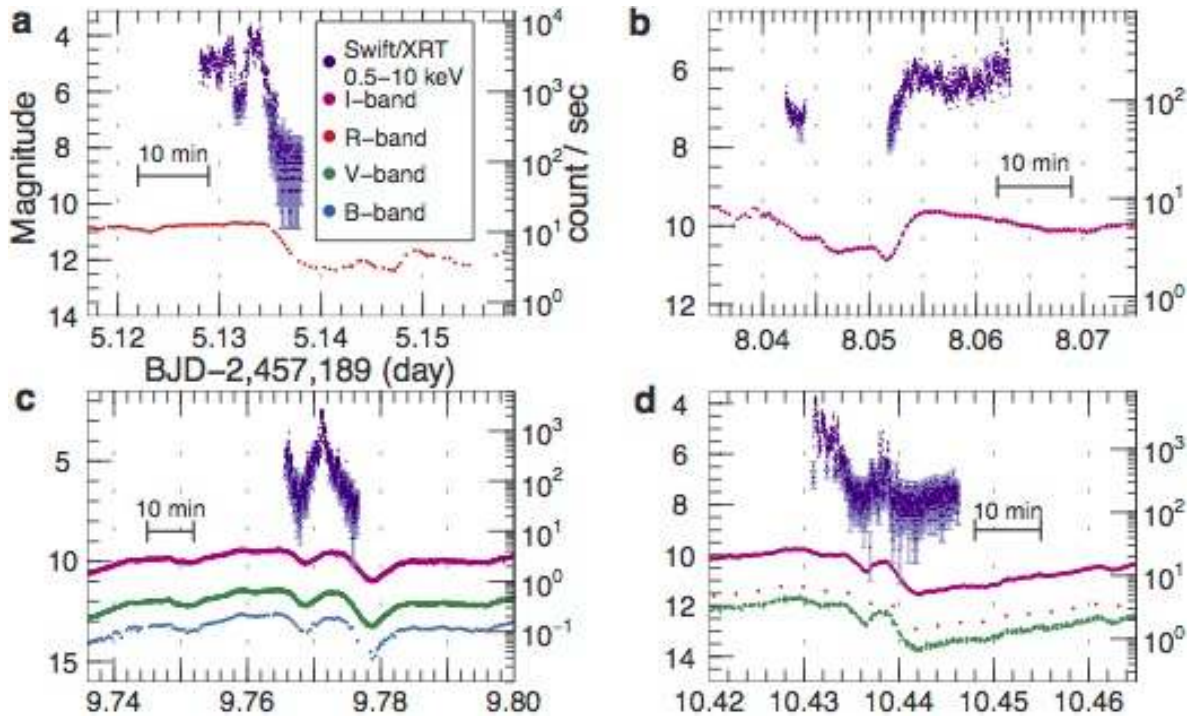 a
Magnitude
4
6
8
10
12
14
10 min
5.12 5.13 5.14 5.15
BJD−2,457,189 (day)
10⁴
10³
10²
10¹
10⁰
count / sec
Swift/XRT
0.5−10 keV
I−band
R−band
V−band
B−band
b
6
8
10
12
10 min
8.04 8.05 8.06 8.07
10²
10¹
10⁰
c
5
10
15
10 min
9.74 9.76 9.78 9.80
10³
10²
10¹
10⁰
10⁻¹
d
4
6
8
10
12
14
10 min
10.42 10.43 10.44 10.45 10.46
10³
10²
10¹
10⁰